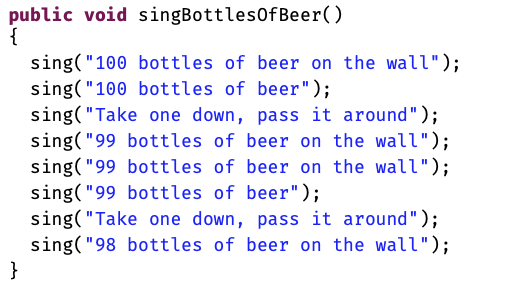 public void singBottlesOfBeer()
{
  sing("100 bottles of beer on the wall");
  sing("100 bottles of beer");
  sing("Take one down, pass it around");
  sing("99 bottles of beer on the wall");
  sing("99 bottles of beer on the wall");
  sing("99 bottles of beer");
  sing("Take one down, pass it around");
  sing("98 bottles of beer on the wall");
}